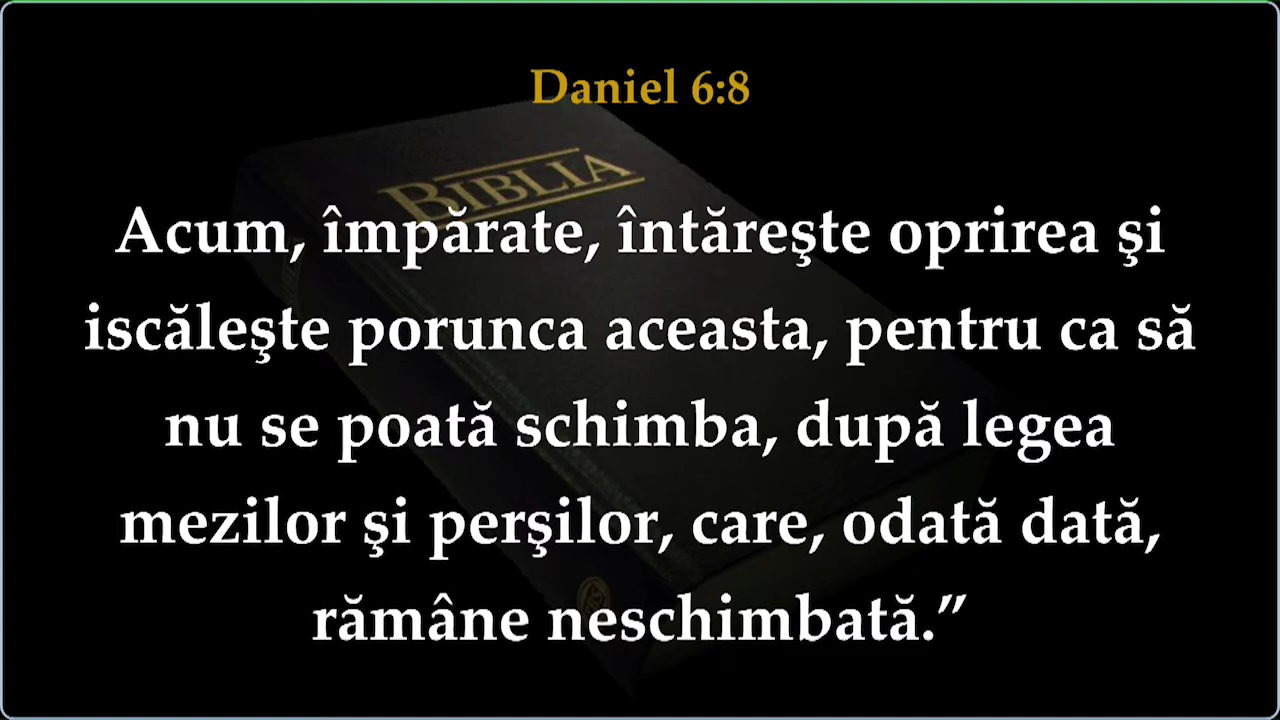 Daniel 6:8
BIBLIA
Acum, împărate, întăreşte oprirea şi
iscăleşte porunca aceasta, pentru ca să
nu se poată schimba, după legea
mezilor şi perşilor, care, odată dată,
rămâne neschimbată.”